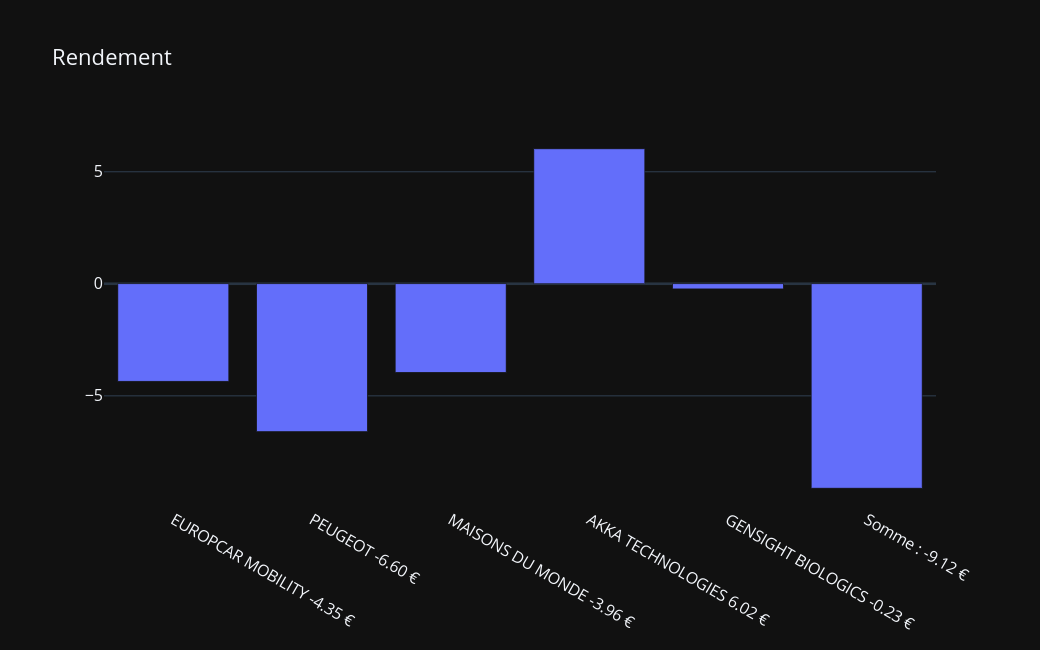 Rendement
5
0
−5
EUROPCAR MOBILITY -4.35 €
PEUGEOT -6.60 €
MAISONS DU MONDE -3.96 €
AKKA TECHNOLOGIES 6.02 €
GENSIGHT BIOLOGICS -0.23 €
Somme : -9.12 €